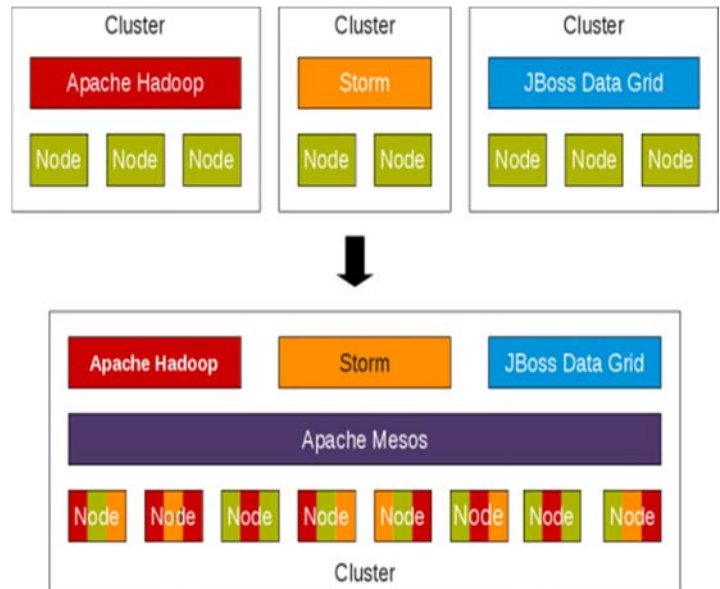 Cluster Cluster Cluster
Apache Hadoop Storm JBoss Data Grid
Node Node Node Node Node Node Node Node
Apache Hadoop Storm JBoss Data Grid
Apache Mesos
Node Node Node Node Node Node Node Node
Cluster